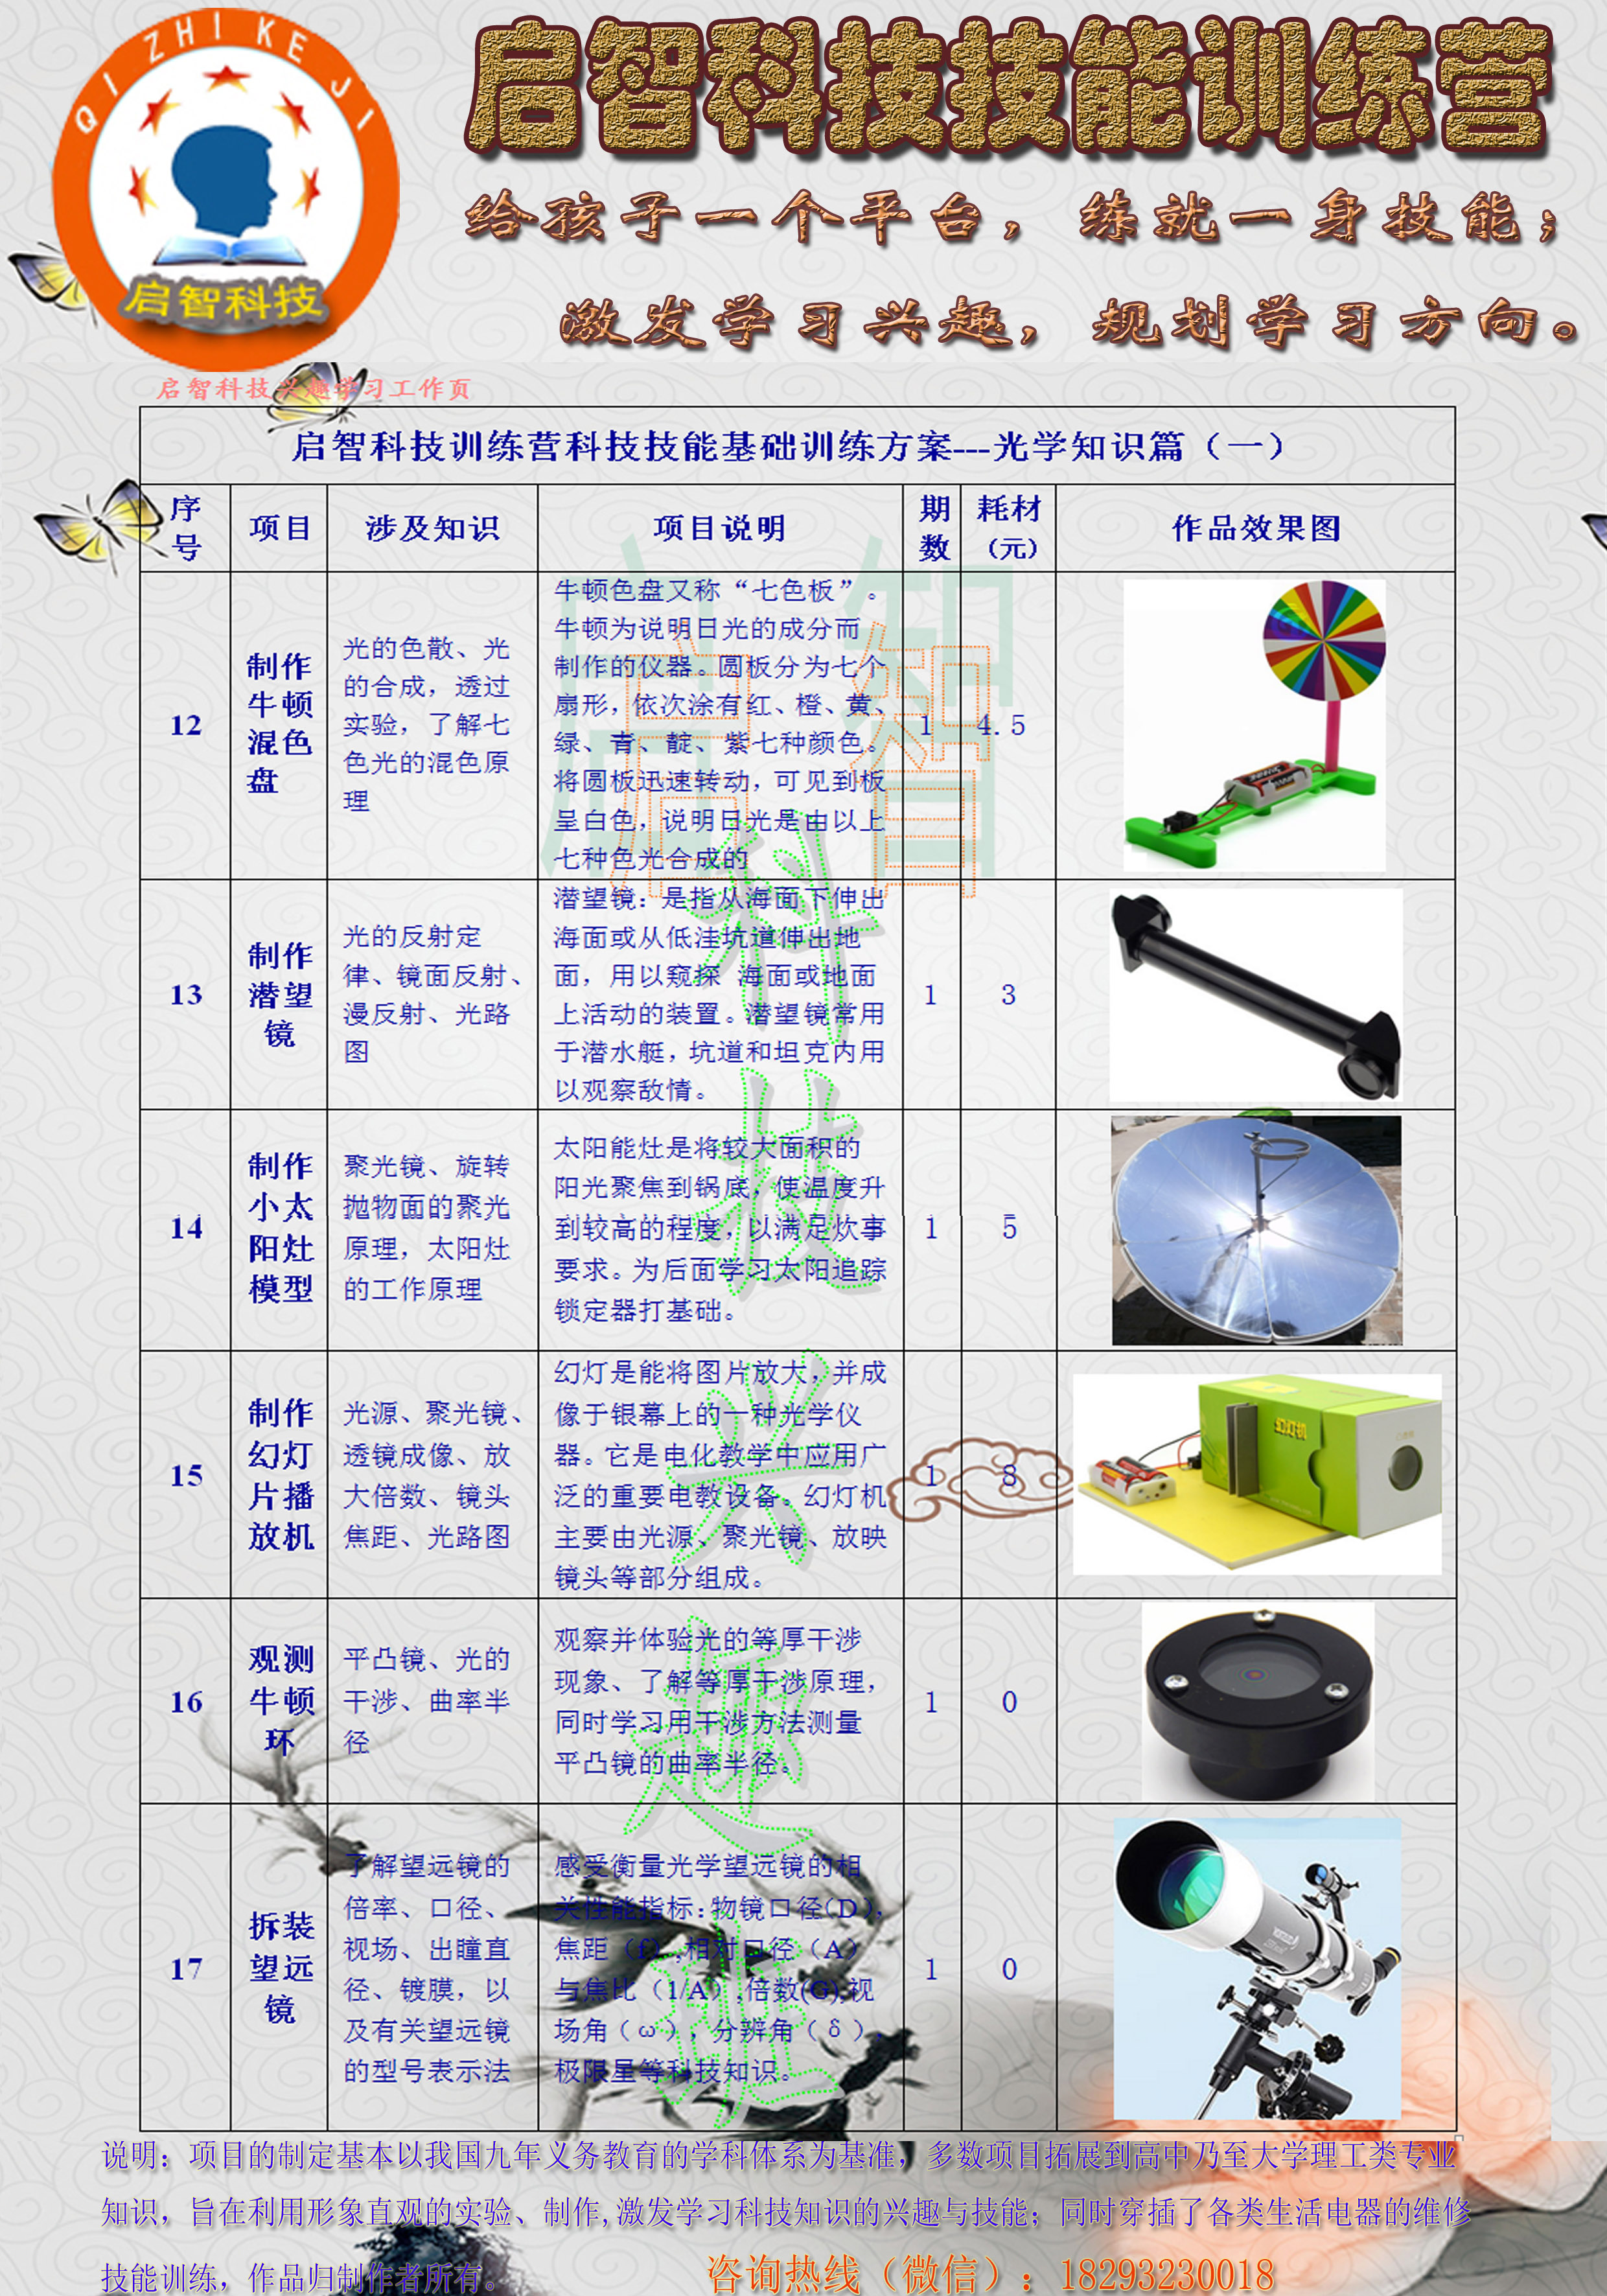 QI ZHI KE JI
启智科技
启智科技技能训练营
给孩子一个平台，练就一身技能；
激发学习兴趣，规划学习方向。
启智科技兴趣学习工作页
启智科技训练营科技技能基础训练方案---光学知识篇（一）
序号 项目 涉及知识 项目说明 期数 耗材（元） 作品效果图
12
制作
牛顿
混色
盘
光的色散、光
的合成，透过
实验，了解七
色光的混色原
理
牛顿色盘又称“七色板”。
牛顿为说明日光的成分而
制作的仪器。圆板分为七个
扇形，依次涂有红、橙、黄、
绿、青、靛、紫七种颜色。
将圆板迅速转动，可见到板
呈白色，说明日光是由以上
七种色光合成的
1
4.5
13
制作
潜望
镜
光的反射定
律、镜面反射、
漫反射、光路
图
潜望镜：是指从海面下伸出
海面或从低洼坑道伸出地
面，用以窥探 海面或地面
上活动的装置。潜望镜常用
于潜水艇，坑道和坦克内用
以观察敌情。
1
3
14
制作
小太
阳灶
模型
聚光镜、旋转
抛物面的聚光
原理，太阳灶
的工作原理
太阳能灶是将较大面积的
阳光聚焦到锅底，使温度升
到较高的程度，以满足炊事
要求。为后面学习太阳追踪
锁定器打基础。
1
5
15
制作
幻灯
片播
放机
光源、聚光镜、
透镜成像、放
大倍数、镜头
焦距、光路图
幻灯是能将图片放大，并成
像于银幕上的一种光学仪
器。它是电化教学中应用广
泛的重要电教设备。幻灯机
主要由光源、聚光镜、放映
镜头等部分组成。
1
8
幻灯机
16
观测
牛顿
环
平凸镜、光的
干涉、曲率半
径
观察并体验光的等厚干涉
现象、了解等厚干涉原理，
同时学习用干涉方法测量
平凸镜的曲率半径。
1
0
17
拆装
望远
镜
了解望远镜的
倍率、口径、
视场、出瞳直
径、镀膜，以
及有关望远镜
的型号表示法
感受衡量光学望远镜的相
关性能指标：物镜口径(D)，
焦距（f）,相对口径（A）
与焦比（1/A）,倍数(G),视
场角（ω），分辨角（δ），
极限星等科技知识。
1
0
启智科技兴趣班
说明：项目的制定基本以我国九年义务教育的学科体系为基准，多数项目拓展到高中乃至大学理工类专业
知识，旨在利用形象直观的实验、制作,激发学习科技知识的兴趣与技能；同时穿插了各类生活电器的维修
技能训练，作品归制作者所有。
咨询热线（微信）：18293230018